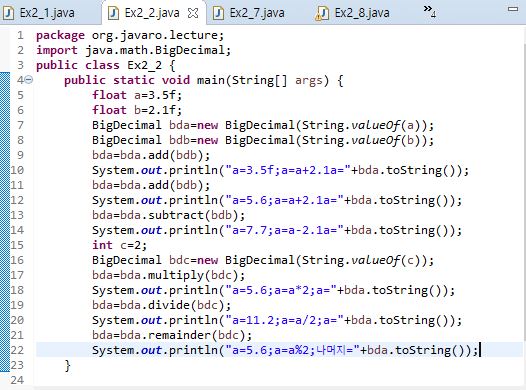 Ex2_1.java Ex2_2.java Ex2_7.java Ex2_8.java »4
1 package org.javaro.lecture;
2 import java.math.BigDecimal;
3 public class Ex2_2 {
4 public static void main(String[] args) {
5 float a=3.5f;
6 float b=2.1f;
7 BigDecimal bda=new BigDecimal(String.valueOf(a));
8 BigDecimal bdb=new BigDecimal(String.valueOf(b));
9 bda=bda.add(bdb);
10 System.out.println("a=3.5f;a=a+2.1a="+bda.toString());
11 bda=bda.add(bdb);
12 System.out.println("a=5.6;a=a+2.1a="+bda.toString());
13 bda=bda.subtract(bdb);
14 System.out.println("a=7.7;a=a-2.1a="+bda.toString());
15 int c=2;
16 BigDecimal bdc=new BigDecimal(String.valueOf(c));
17 bda=bda.multiply(bdc);
18 System.out.println("a=5.6;a=a*2;a="+bda.toString());
19 bda=bda.divide(bdc);
20 System.out.println("a=11.2;a=a/2;a="+bda.toString());
21 bda=bda.remainder(bdc);
22 System.out.println("a=5.6;a=a%2;나머지="+bda.toString());
23 }
24